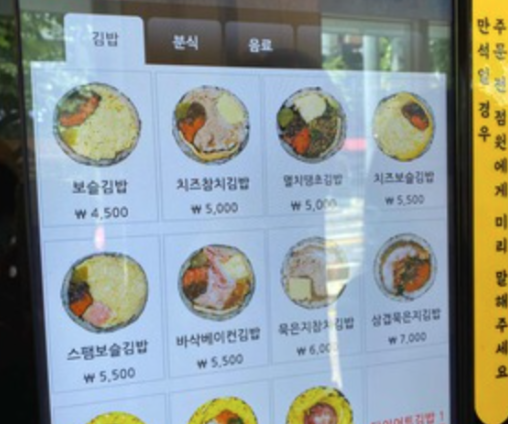 김밥
분식
음료
보슬김밥
치즈참치김밥
멸치땡초김밥
치즈보슬김밥
₩ 4,500
₩ 5,000
₩ 5,000
₩ 5,500
스팸보슬김밥
바삭베이컨김밥
묵은지참치김밥
삼겹묵은지김밥
₩ 5,500
₩ 5,500
₩ 6,000
₩ 7,000
주문 전 점원에게 미리 말해주세요
만석일 경우